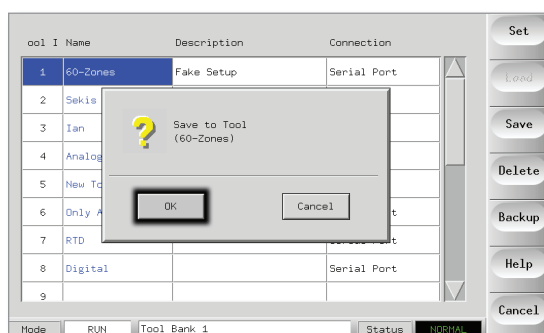 ool I Name Description Connection
1 60-Zones Fake Setup Serial Port
2 Sekis
3 Ian
4 Analog
5 New To
6 Only A t
7 RTD t
8 Digital Serial Port
9
Save to Tool
(60-Zones)
OK Cancel
Set
Load
Save
Delete
Backup
Help
Cancel
Mode RUN Tool Bank 1 Status NORMAL